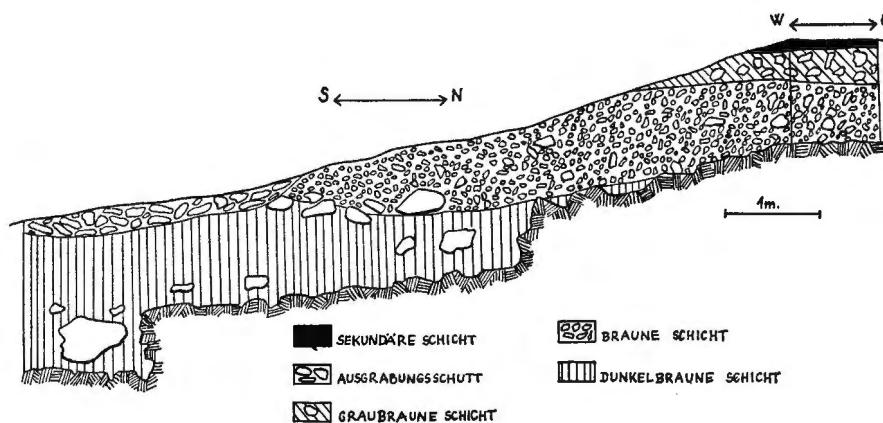 W
S N
1m.
SEKUNDÄRE SCHICHT
AUSGRABUNGSSCHUTT
GRAUBRAUNE SCHICHT
BRAUNE SCHICHT
DUNKELBRAUNE SCHICHT